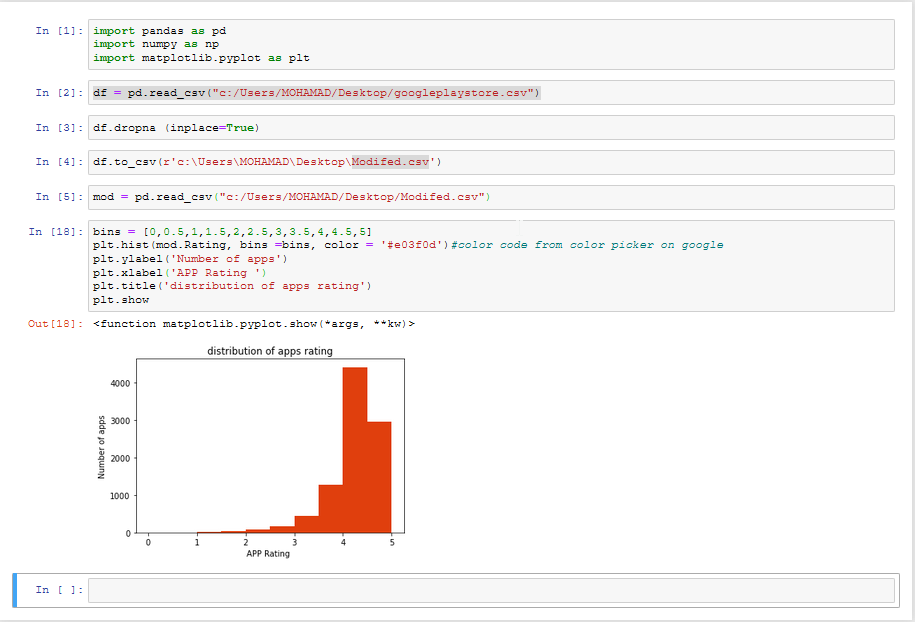 In [1]: import pandas as pd
import numpy as np
import matplotlib.pyplot as plt
In [2]: df = pd.read_csv("c:/Users/MOHAMAD/Desktop/googleplaystore.csv")
In [3]: df.dropna (inplace=True)
In [4]: df.to_csv(r'c:\Users\MOHAMAD\Desktop\Modifed.csv')
In [5]: mod = pd.read_csv("c:/Users/MOHAMAD/Desktop/Modifed.csv")
In [18]: bins = [0,0.5,1,1.5,2,2.5,3,3.5,4,4.5,5]
plt.hist(mod.Rating, bins =bins, color = '#e03f0d')#color code from color picker on google
plt.ylabel('Number of apps')
plt.xlabel('APP Rating ')
plt.title('distribution of apps rating')
plt.show
Out[18]: <function matplotlib.pyplot.show(*args, **kw)>
distribution of apps rating
Number of apps
4000
3000
2000
1000
0
0 1 2 3 4 5
APP Rating
In [ ]: